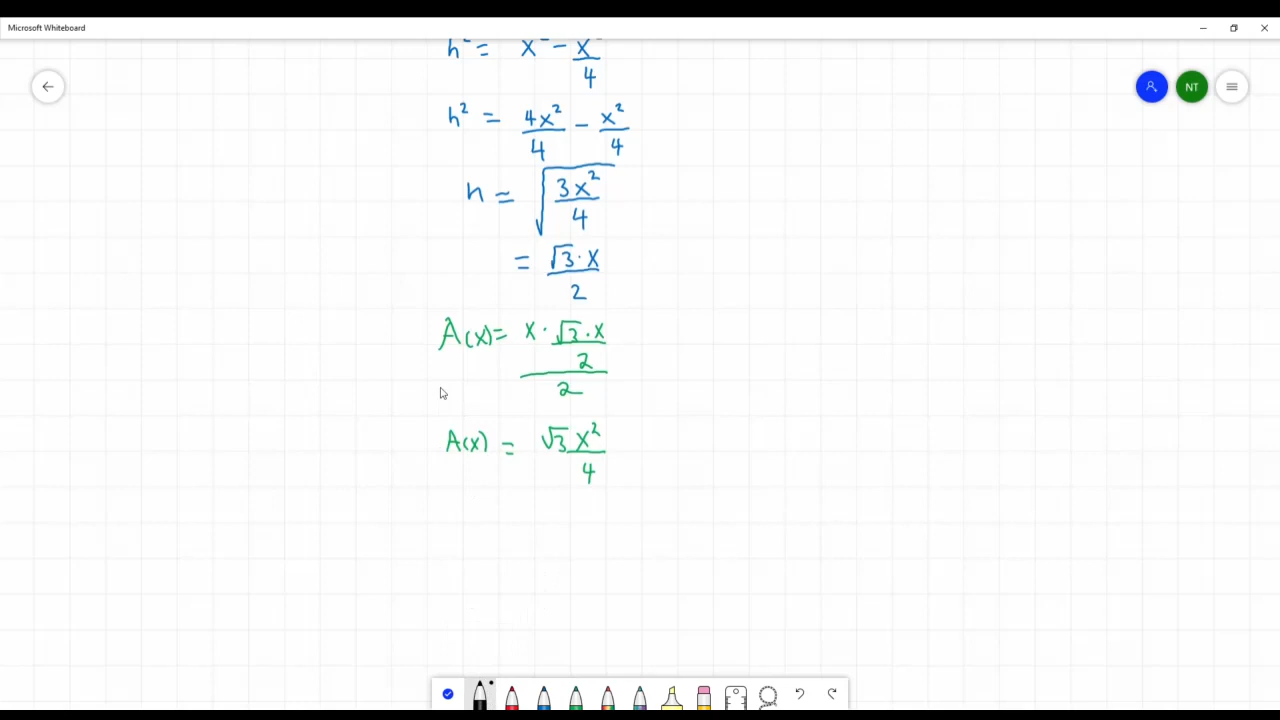 Microsoft Whiteboard
NT
h² = x² - x²/4
h² = 4x²/4 - x²/4
h = √(3x²/4)
= √3·x/2
A(x) = (x·√3·x/2)/2
A(x) = √3x²/4